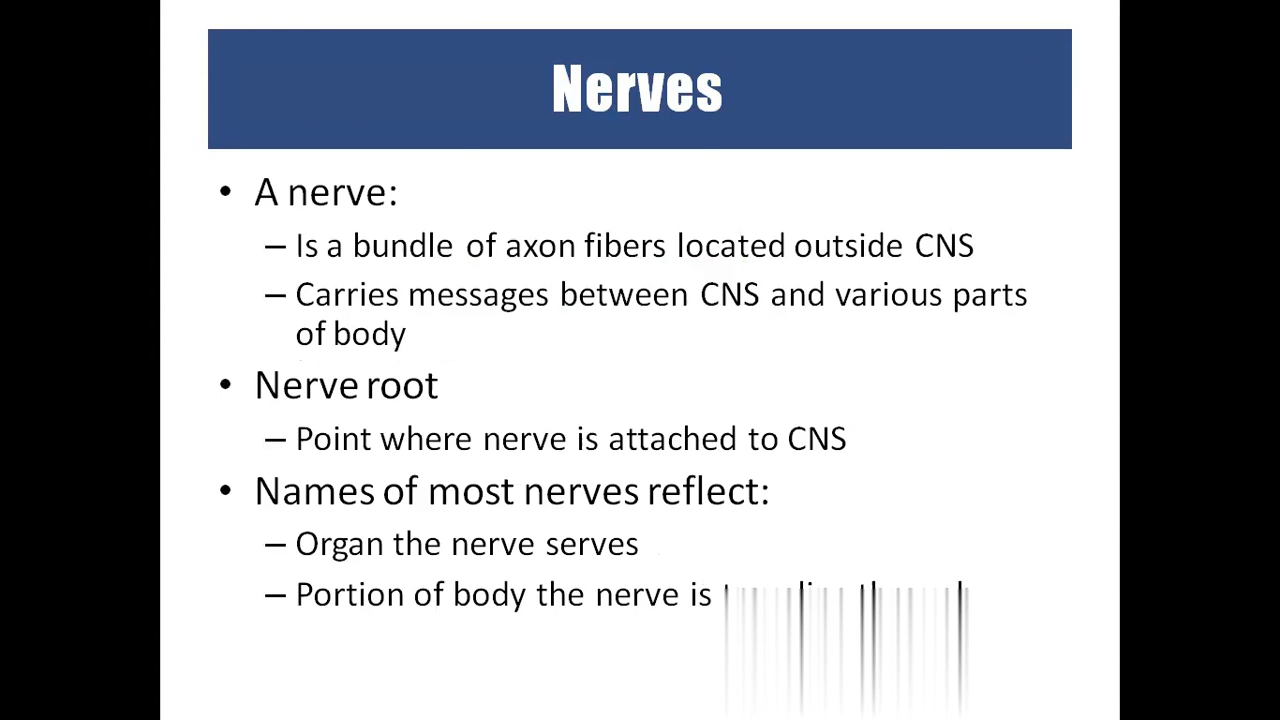 Nerves
• A nerve:
– Is a bundle of axon fibers located outside CNS
– Carries messages between CNS and various parts
of body
• Nerve root
– Point where nerve is attached to CNS
• Names of most nerves reflect:
– Organ the nerve serves
– Portion of body the nerve is